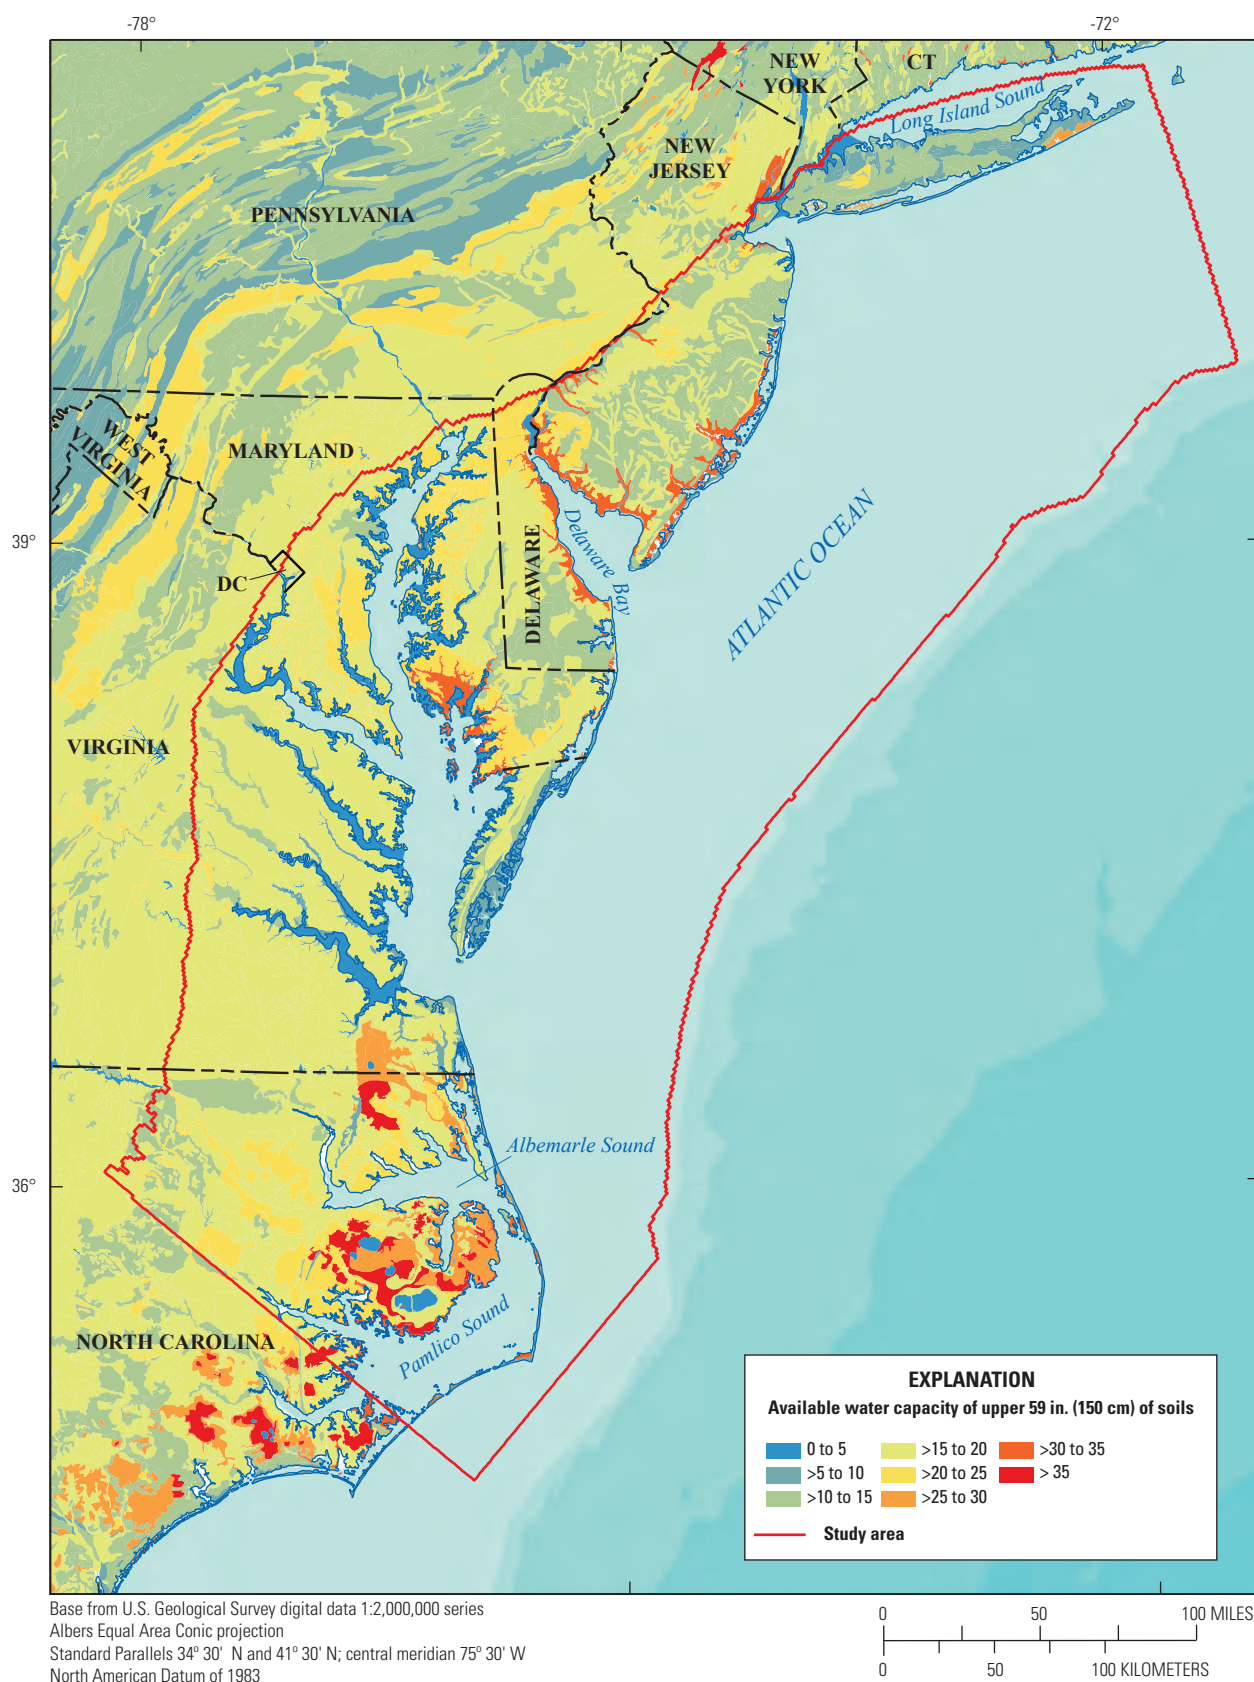 -78°
-72°
NEW
YORK
CT
Long Island Sound
NEW
JERSEY
PENNSYLVANIA
WEST
VIRGINIA
MARYLAND
39°
DC
DELAWARE
Delaware Bay
ATLANTIC OCEAN
VIRGINIA
Albemarle Sound
36°
Pamlico Sound
NORTH CAROLINA
EXPLANATION
Available water capacity of upper 59 in. (150 cm) of soils
0 to 5
>15 to 20
>30 to 35
>5 to 10
>20 to 25
> 35
>10 to 15
>25 to 30
Study area
Base from U.S. Geological Survey digital data 1:2,000,000 series
Albers Equal Area Conic projection
Standard Parallels 34° 30' N and 41° 30' N; central meridian 75° 30' W
North American Datum of 1983
0 50 100 MILES
0 50 100 KILOMETERS